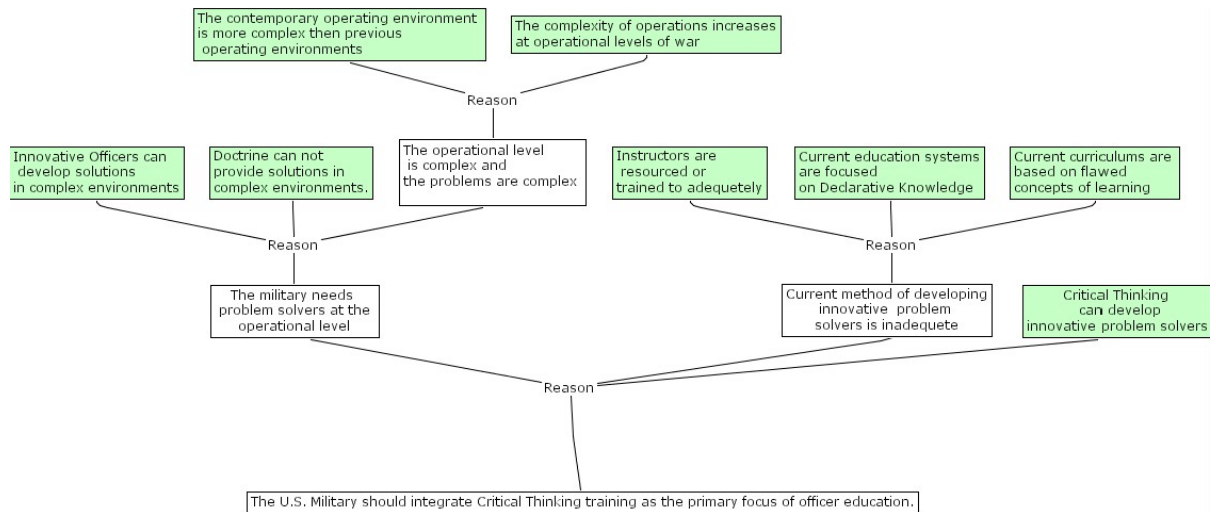 The contemporary operating environment
is more complex then previous
operating environments
The complexity of operations increases
at operational levels of war
Reason
Innovative Officers can
develop solutions
in complex environments
Doctrine can not
provide solutions in
complex environments.
The operational level
is complex and
the problems are complex
Instructors are
resourced or
trained to adequetely
Current education systems
are focused
on Declarative Knowledge
Current curriculums are
based on flawed
concepts of learning
Reason
Reason
The military needs
problem solvers at the
operational level
Current method of developing
innovative problem
solvers is inadequete
Critical Thinking
can develop
innovative problem solvers
Reason
The U.S. Military should integrate Critical Thinking training as the primary focus of officer education.